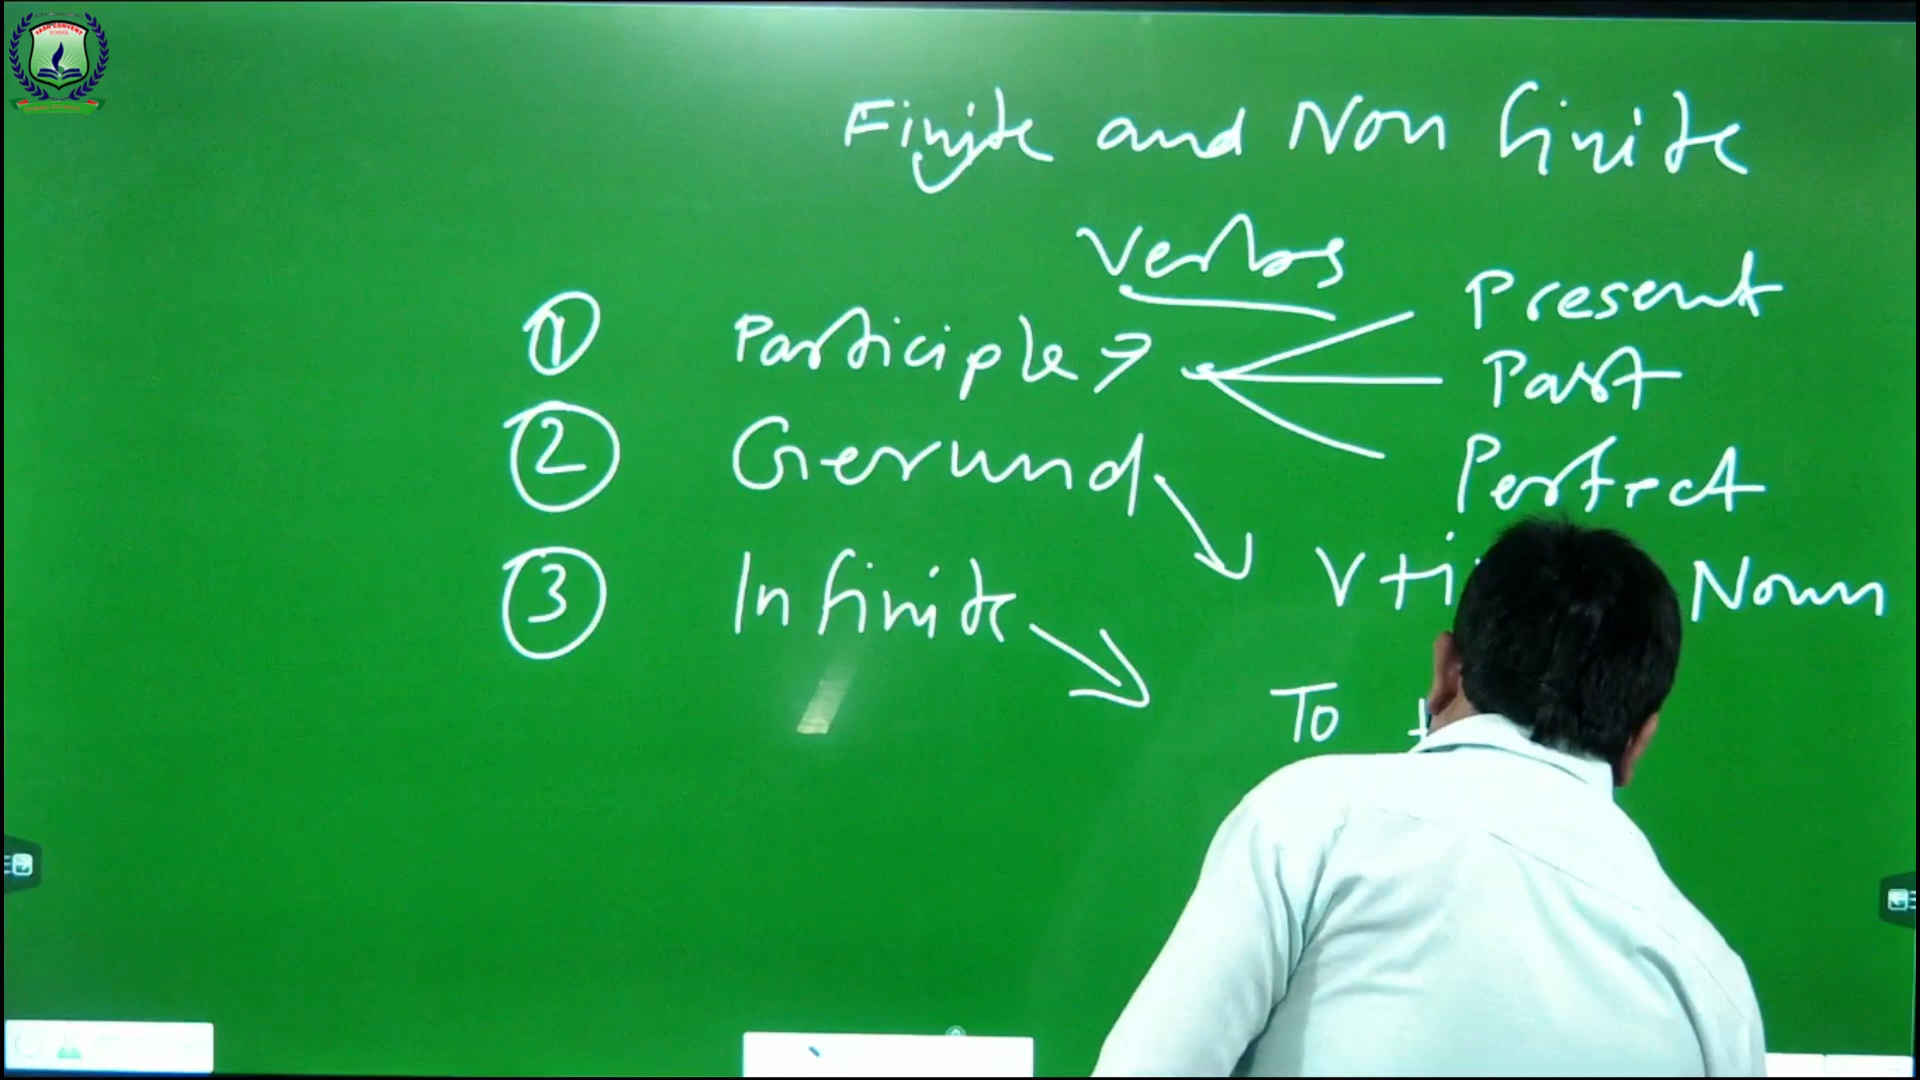 Finite and Non finite
Verbs
① Participle → Present
Past
Perfect
② Gerund
V+i Noun
③ Infinite
To +